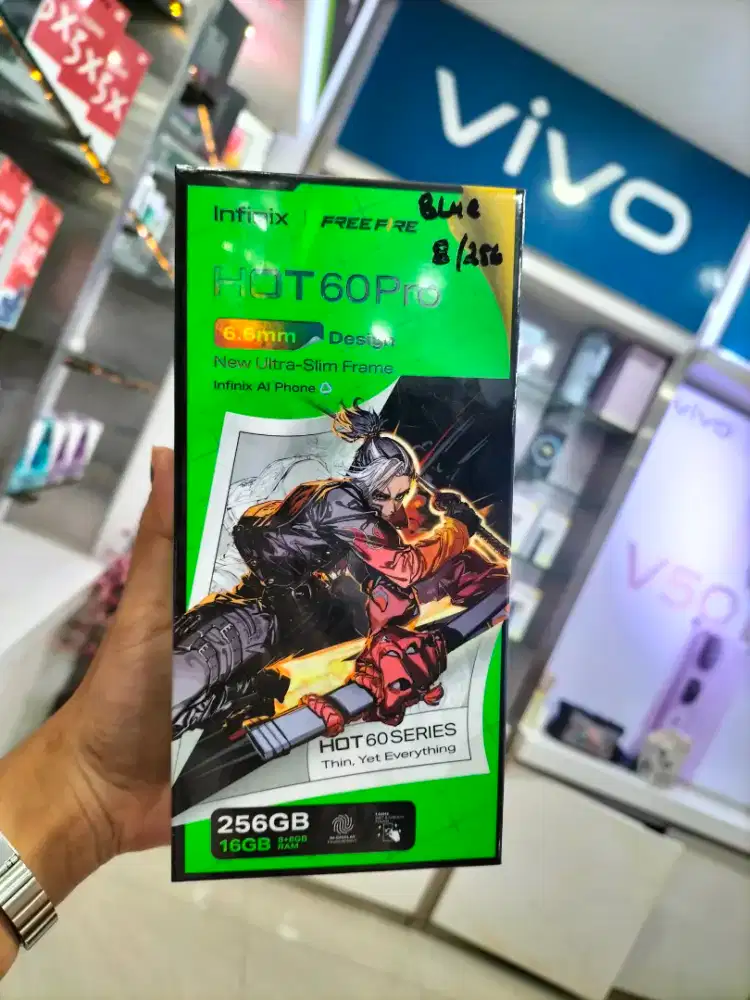 vivo
Infinix | FREE FIRE
BLUE
8/256
HOT 60 Pro
6.6mm Design
New Ultra-Slim Frame
Infinix AI Phone
HOT 60 SERIES
Thin, Yet Everything
256GB
16GB 8+8GB RAM
vivo
V50